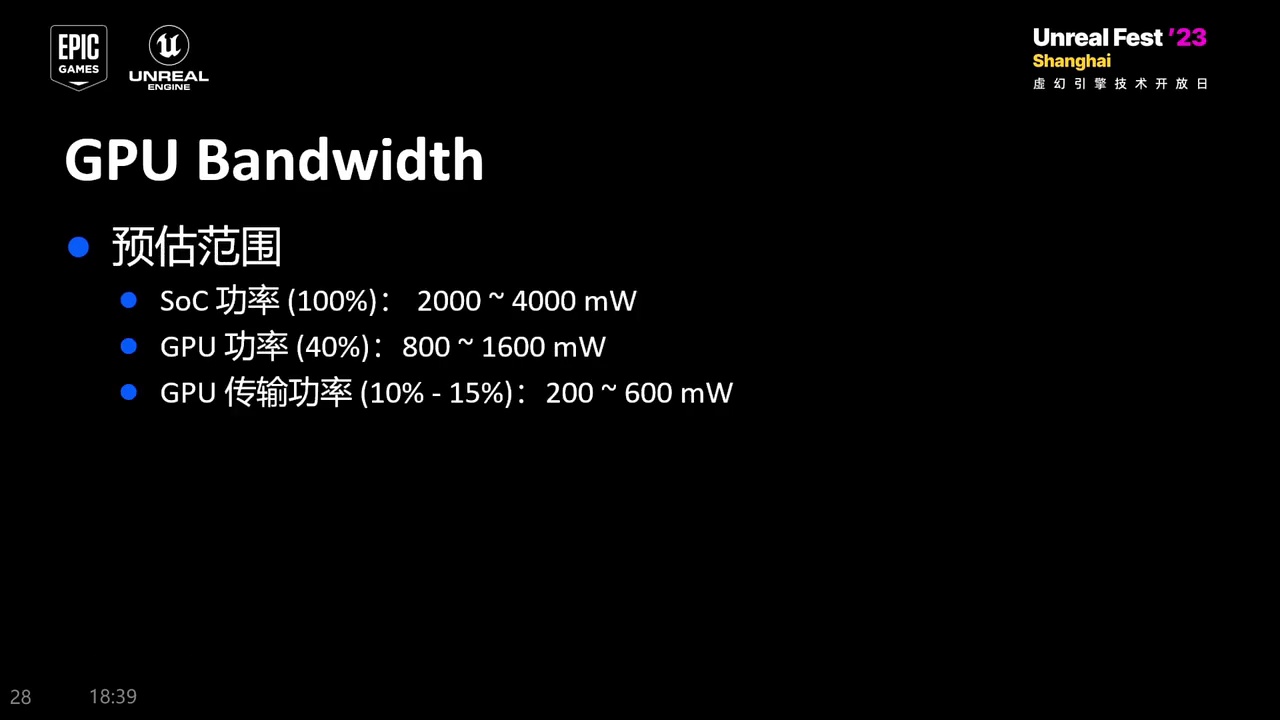 EPIC
GAMES
UNREAL
ENGINE
Unreal Fest '23
Shanghai
虚幻引擎技术开放日
GPU Bandwidth
预估范围
SoC 功率 (100%)： 2000 ~ 4000 mW
GPU 功率 (40%)：800 ~ 1600 mW
GPU 传输功率 (10% - 15%)：200 ~ 600 mW
28 18:39